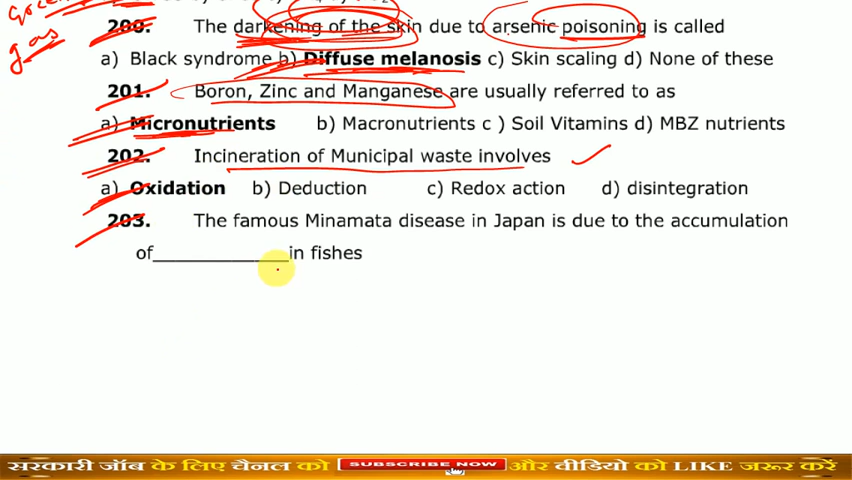 green
gas
200. The darkening of the skin due to arsenic poisoning is called
a) Black syndrome b) Diffuse melanosis c) Skin scaling d) None of these
201. Boron, Zinc and Manganese are usually referred to as
a) Micronutrients b) Macronutrients c ) Soil Vitamins d) MBZ nutrients
202. Incineration of Municipal waste involves
a) Oxidation b) Deduction c) Redox action d) disintegration
203. The famous Minamata disease in Japan is due to the accumulation
of_______________in fishes
सरकारी जॉब के लिए चैनल को SUBSCRIBE NOW और वीडियो को LIKE जरूर करें